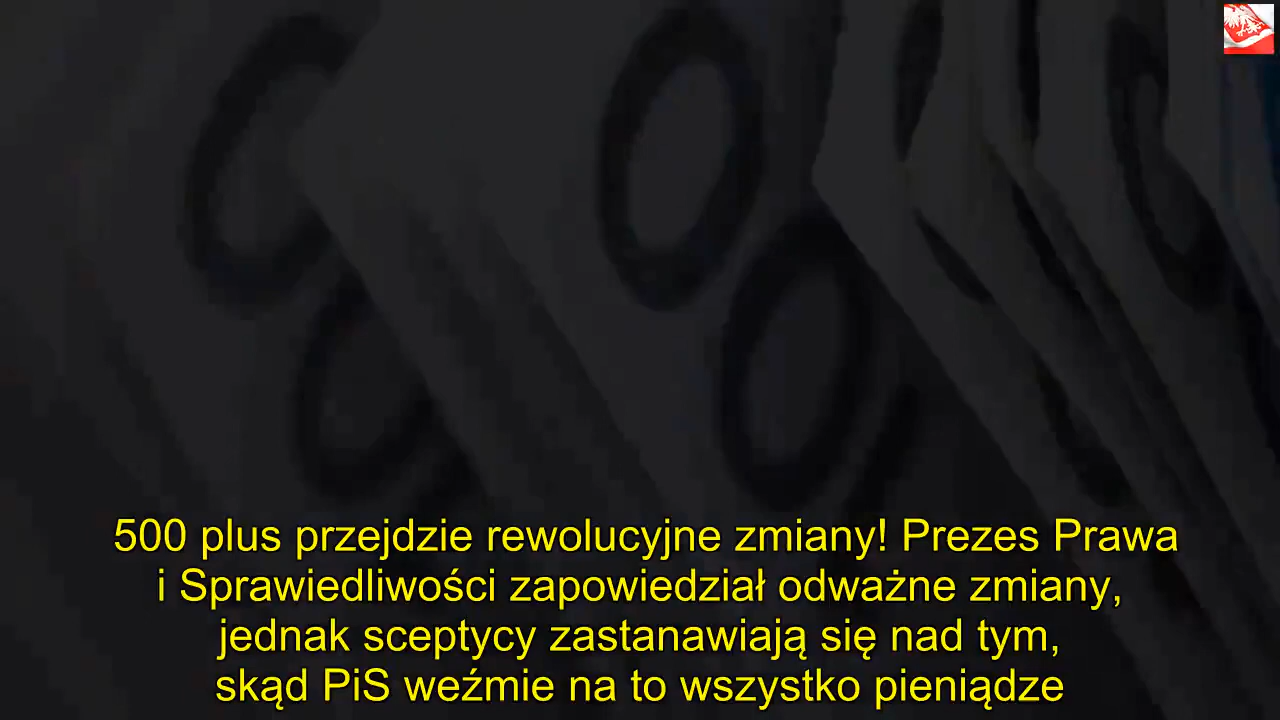 500 plus przejdzie rewolucyjne zmiany! Prezes Prawa
i Sprawiedliwości zapowiedział odważne zmiany,
jednak sceptycy zastanawiają się nad tym,
skąd PiS weźmie na to wszystko pieniądze